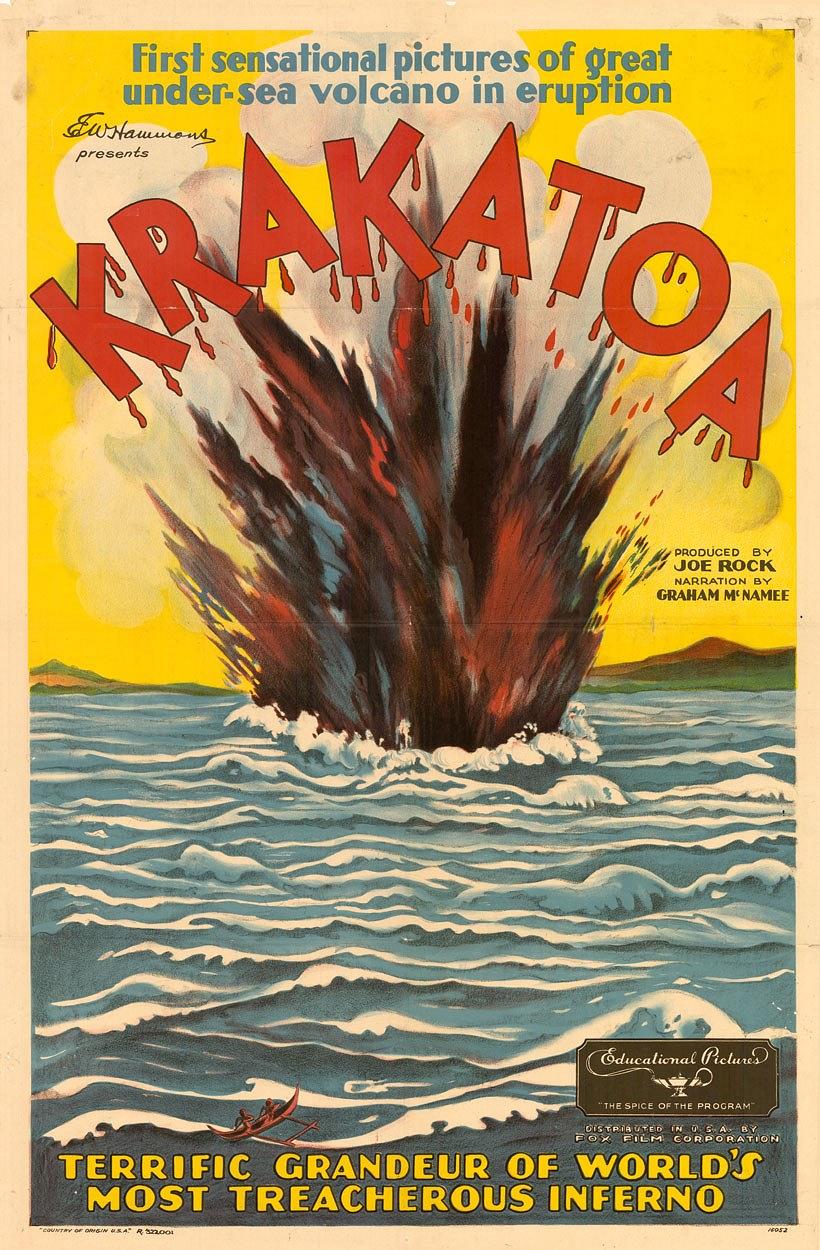 First sensational pictures of great
under-sea volcano in eruption
E.W. Hammons
presents
KRAKATOA
PRODUCED BY
JOE ROCK
NARRATION BY
GRAHAM McNAMEE
Educational Pictures
"THE SPICE OF THE PROGRAM"
DISTRIBUTED IN U.S.A. BY
FOX FILM CORPORATION
TERRIFIC GRANDEUR OF WORLD'S
MOST TREACHEROUS INFERNO
"COUNTRY OF ORIGIN U.S.A."
16052